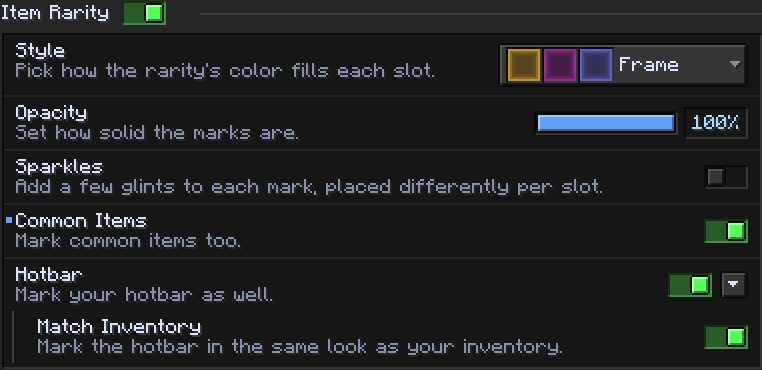 Item Rarity
Style
Pick how the rarity's color fills each slot.
Frame
Opacity
Set how solid the marks are.
100%
Sparkles
Add a few glints to each mark, placed differently per slot.
Common Items
Mark common items too.
Hotbar
Mark your hotbar as well.
Match Inventory
Mark the hotbar in the same look as your inventory.